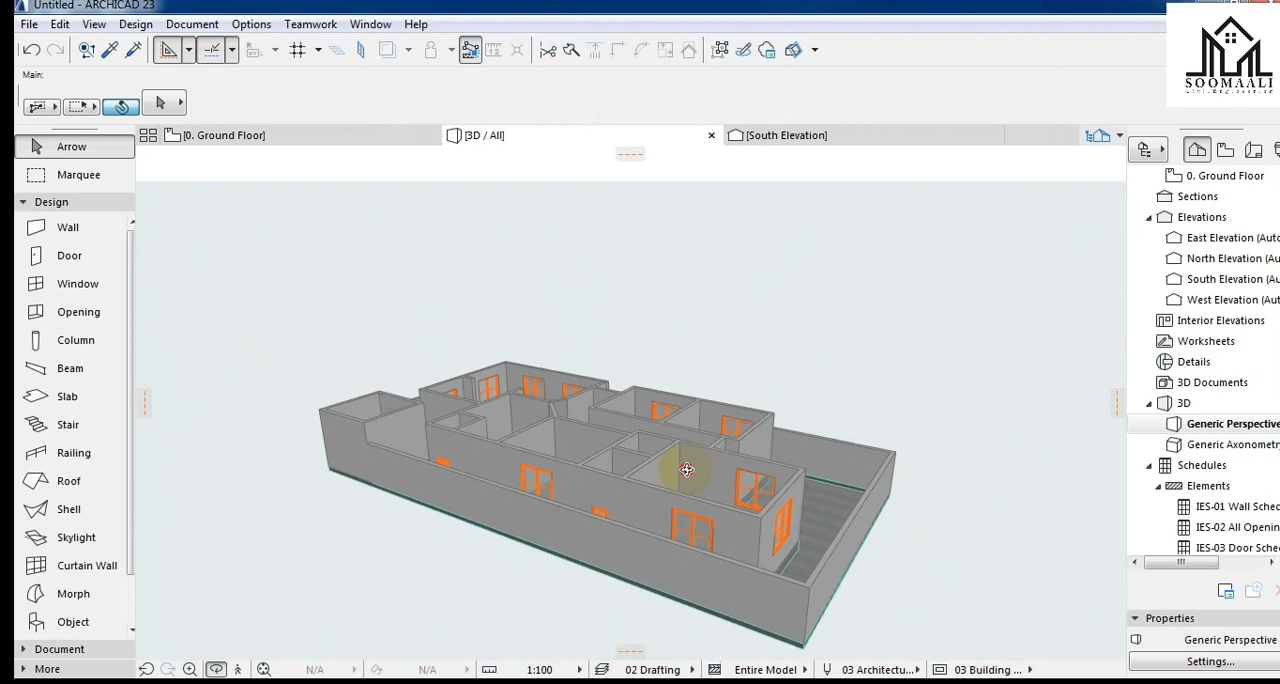 Untitled - ARCHICAD 23
File Edit View Design Document Options Teamwork Window Help
SOOMAALI
Civil Engineering
Main:
[0. Ground Floor]
[3D / All]
[South Elevation]
Arrow
Marquee
Design
Wall
Door
Window
Opening
Column
Beam
Slab
Stair
Railing
Roof
Shell
Skylight
Curtain Wall
Morph
Object
Document
More
0. Ground Floor
Sections
Elevations
East Elevation (Auto
North Elevation (Au
South Elevation (Au
West Elevation (Auto
Interior Elevations
Worksheets
Details
3D Documents
3D
Generic Perspective
Generic Axonometry
Schedules
Elements
IES-01 Wall Sche
IES-02 All Openin
IES-03 Door Sche
Properties
Generic Perspective
Settings...
N/A
N/A
1:100
02 Drafting
Entire Model
03 Architectu...
03 Building ...